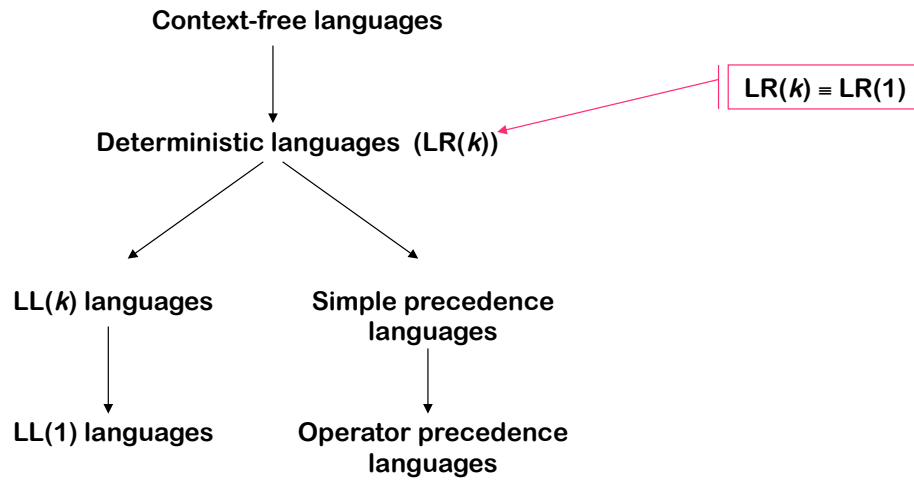 Context-free languages
LR(k) ≡ LR(1)
Deterministic languages (LR(k))
LL(k) languages
Simple precedence
languages
LL(1) languages
Operator precedence
languages